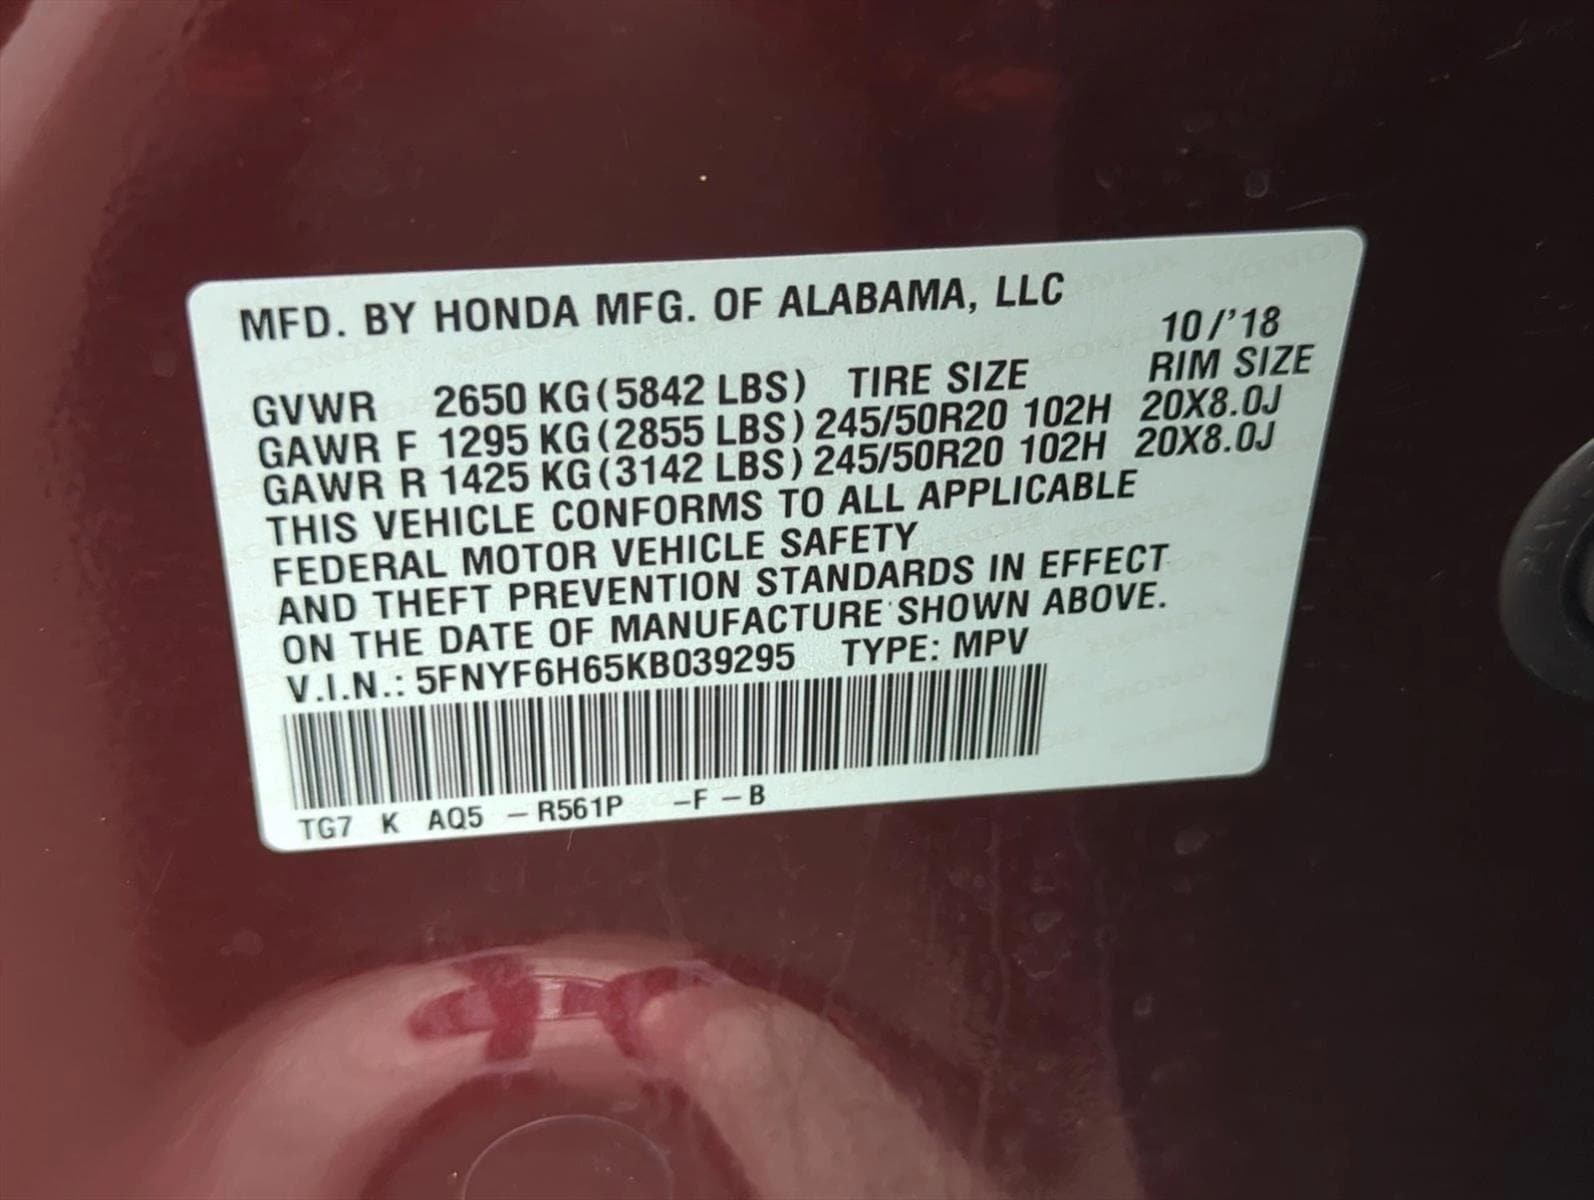 MFD. BY HONDA MFG. OF ALABAMA, LLC
10/'18
GVWR 2650 KG (5842 LBS) TIRE SIZE RIM SIZE
GAWR F 1295 KG (2855 LBS) 245/50R20 102H 20X8.0J
GAWR R 1425 KG (3142 LBS) 245/50R20 102H 20X8.0J
THIS VEHICLE CONFORMS TO ALL APPLICABLE
FEDERAL MOTOR VEHICLE SAFETY
AND THEFT PREVENTION STANDARDS IN EFFECT
ON THE DATE OF MANUFACTURE SHOWN ABOVE.
V.I.N.: 5FNYF6H65KB039295 TYPE: MPV
TG7 K AQ5 – R561P –F – B